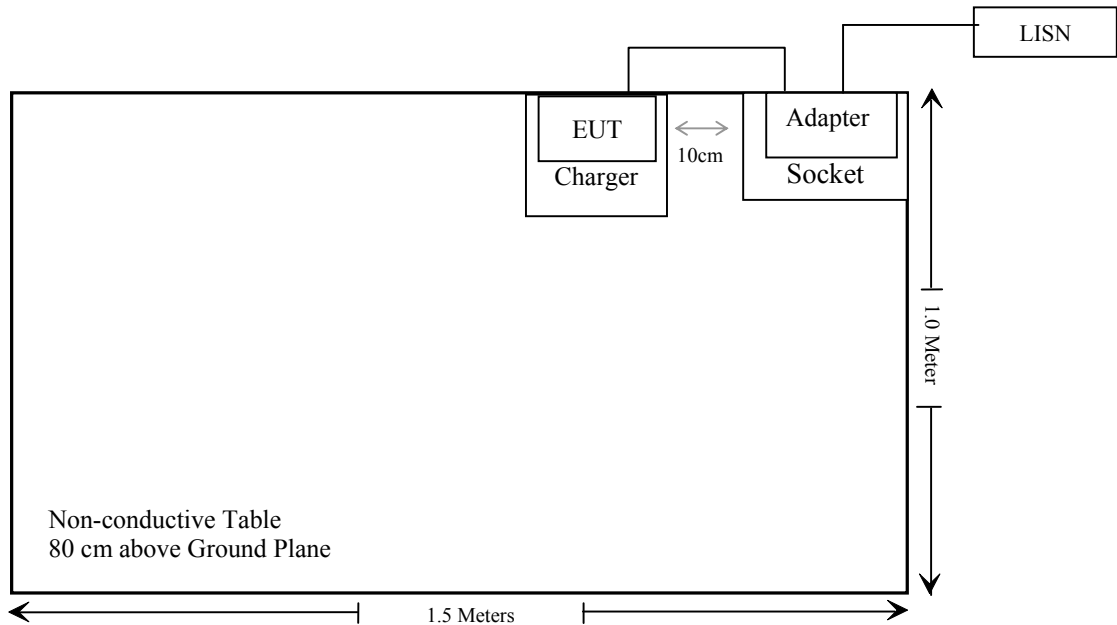 LISN
EUT
Charger
10cm
Adapter
Socket
1.0 Meter
Non-conductive Table
80 cm above Ground Plane
1.5 Meters